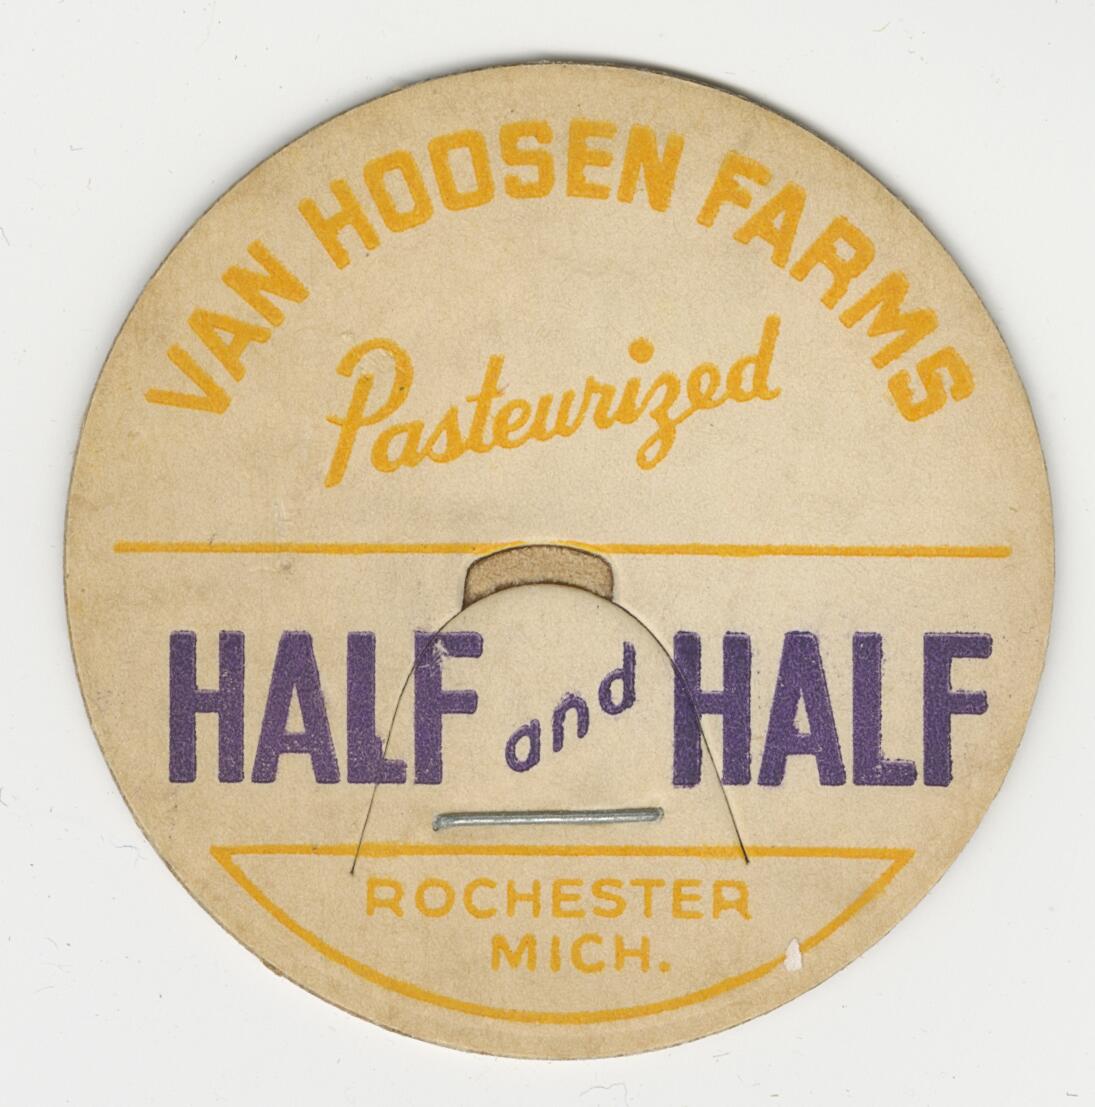 VAN HOOSEN FARMS
Pasteurized
HALF and HALF
ROCHESTER
MICH.